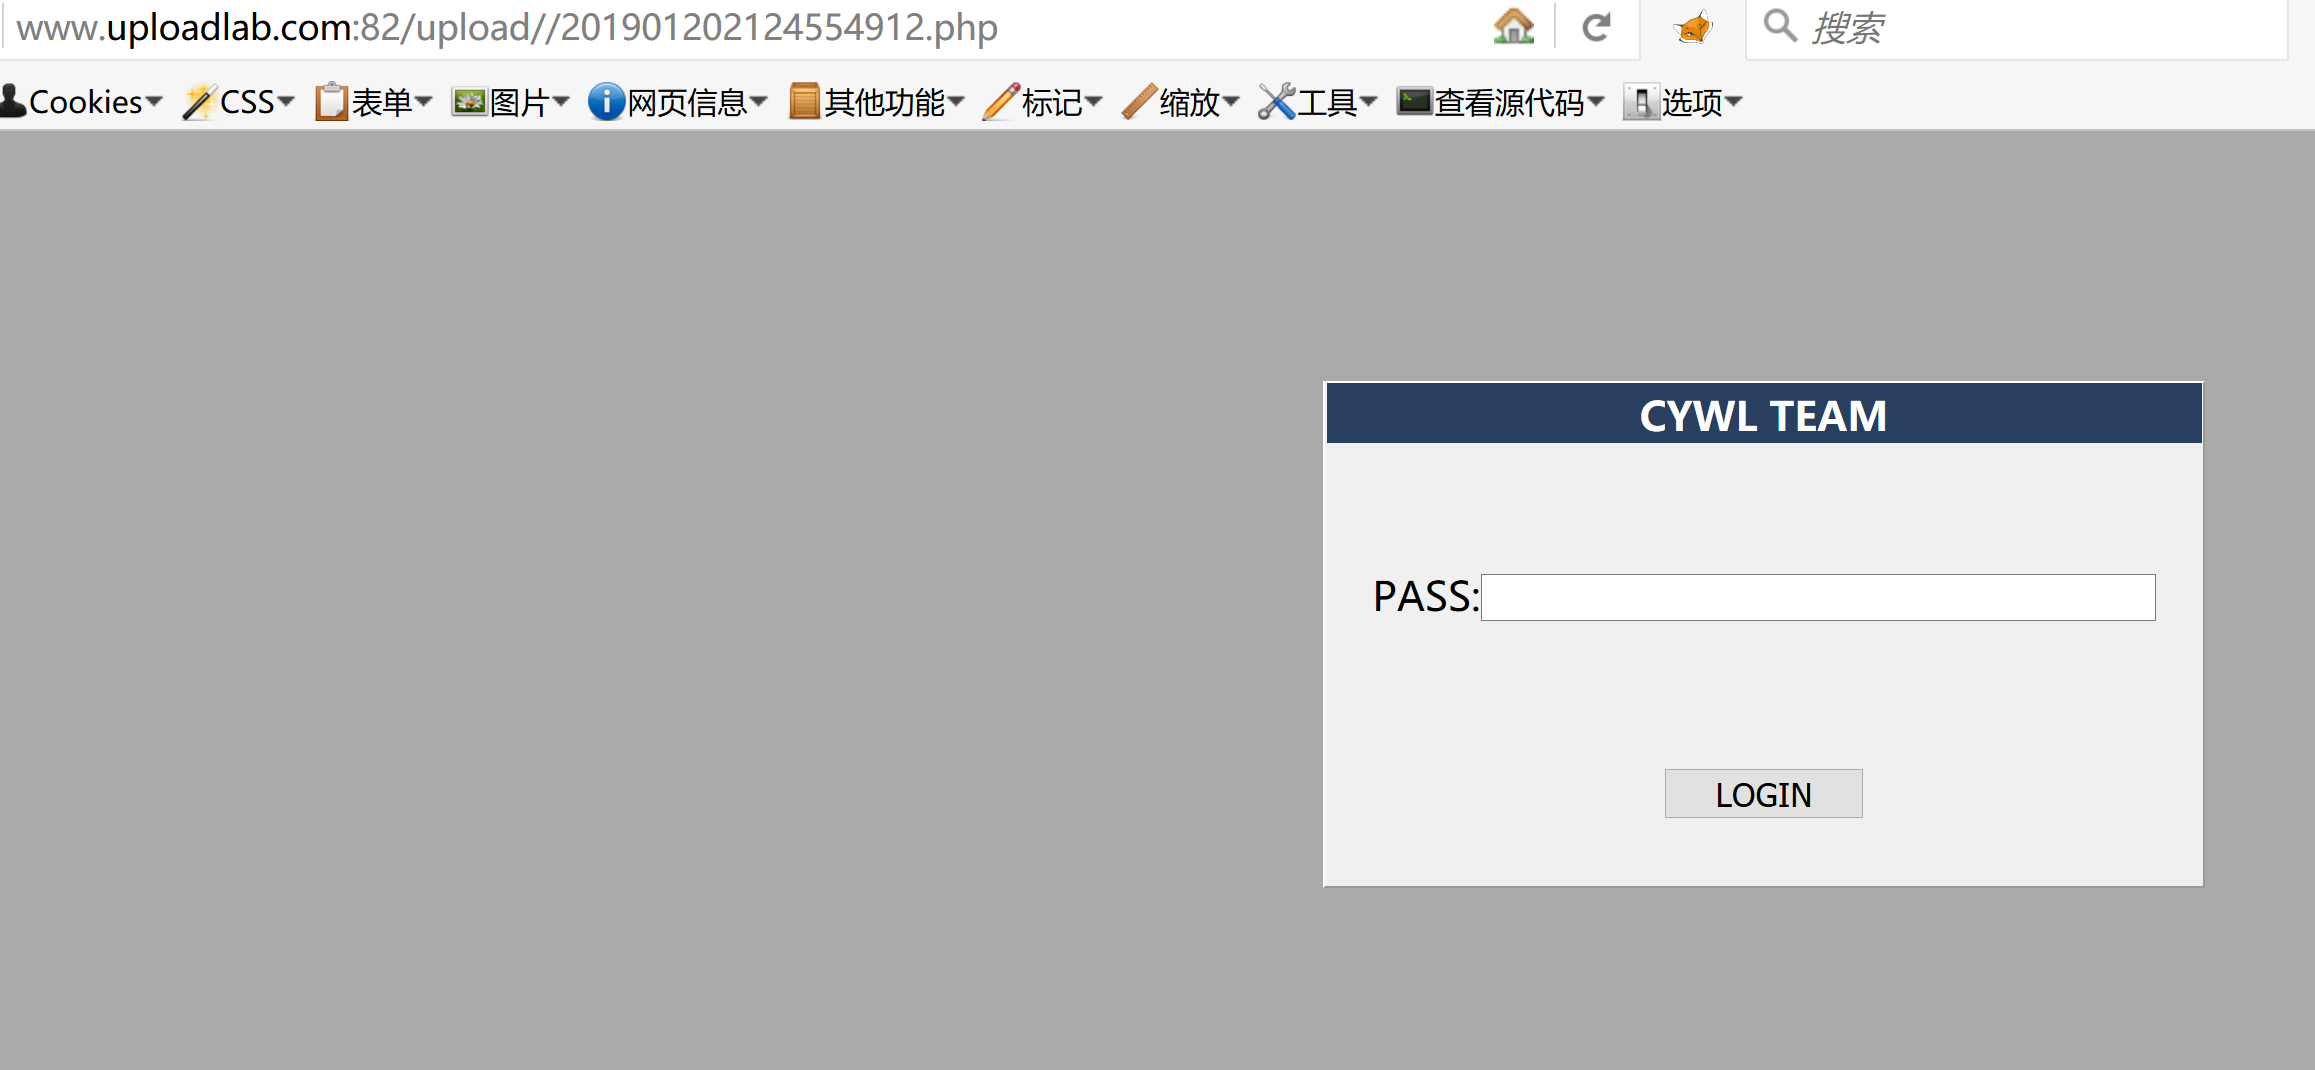 www.uploadlab.com:82/upload//201901202124554912.php 搜索
Cookies CSS 表单 图片 网页信息 其他功能 标记 缩放 工具 查看源代码 选项
CYWL TEAM
PASS:
LOGIN